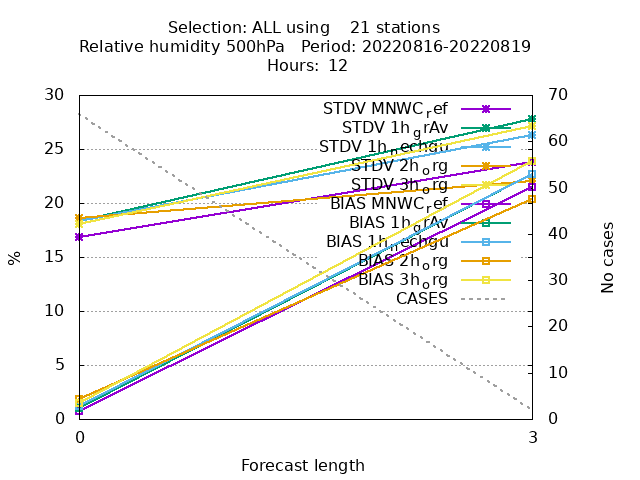 Selection: ALL using 21 stations
Relative humidity 500hPa Period: 20220816-20220819
Hours: 12
30
25
20
15
10
5
0
%
70
60
50
40
30
20
10
0
No cases
STDV MNWC_ref
STDV 1h_grAv
STDV 1h_nechgu
STDV 2h_org
STDV 3h_org
BIAS MNWC_ref
BIAS 1h_grAv
BIAS 1h_nechgu
BIAS 2h_org
BIAS 3h_org
CASES
0 3
Forecast length